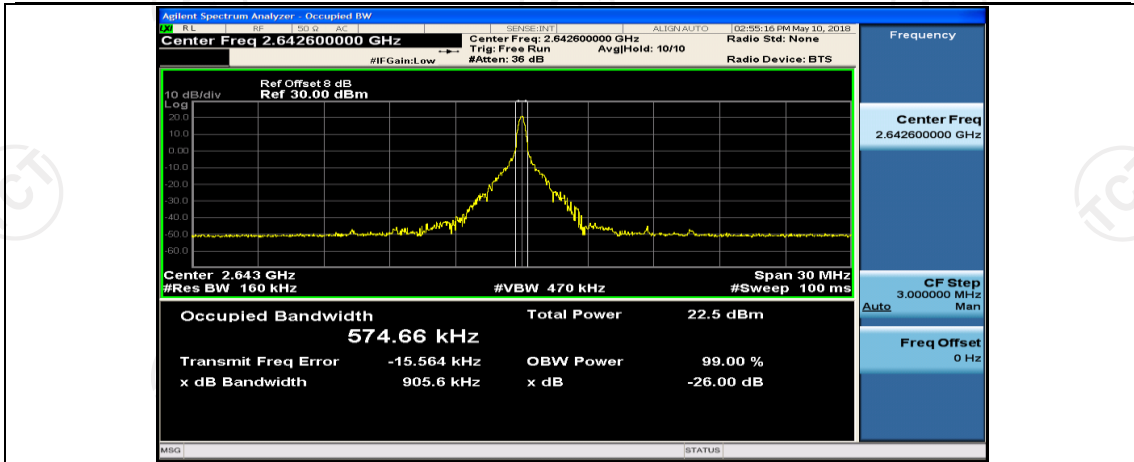 Agilent Spectrum Analyzer - Occupied BW
LXI RL RF 50 Ω AC SENSE:INT ALIGN AUTO 02:55:16 PM May 10, 2018
Center Freq 2.642600000 GHz
Center Freq: 2.642600000 GHz
Radio Std: None
Trig: Free Run Avg|Hold: 10/10
#IFGain:Low
#Atten: 36 dB
Radio Device: BTS
Frequency
Ref Offset 8 dB
10 dB/div Ref 30.00 dBm
Log
20.0
10.0
0.00
-10.0
-20.0
-30.0
-40.0
-50.0
-60.0
Center 2.643 GHz
Span 30 MHz
#Res BW 160 kHz
#VBW 470 kHz
#Sweep 100 ms
Occupied Bandwidth
574.66 kHz
Total Power 22.5 dBm
Transmit Freq Error -15.564 kHz
OBW Power 99.00 %
x dB Bandwidth 905.6 kHz
x dB -26.00 dB
Center Freq
2.642600000 GHz
CF Step
3.000000 MHz
Auto Man
Freq Offset
0 Hz
MSG
STATUS
TCT
TCT